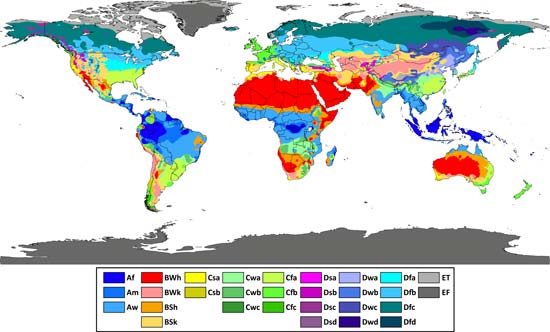 Af BWh Csa Cwa Cfa Dsa Dwa Dfa ET
Am BWk Csb Cwb Cfb Dsb Dwb Dfb EF
Aw BSh Cwc Cfc Dsc Dwc Dfc
BSk Dsd Dwd Dfd